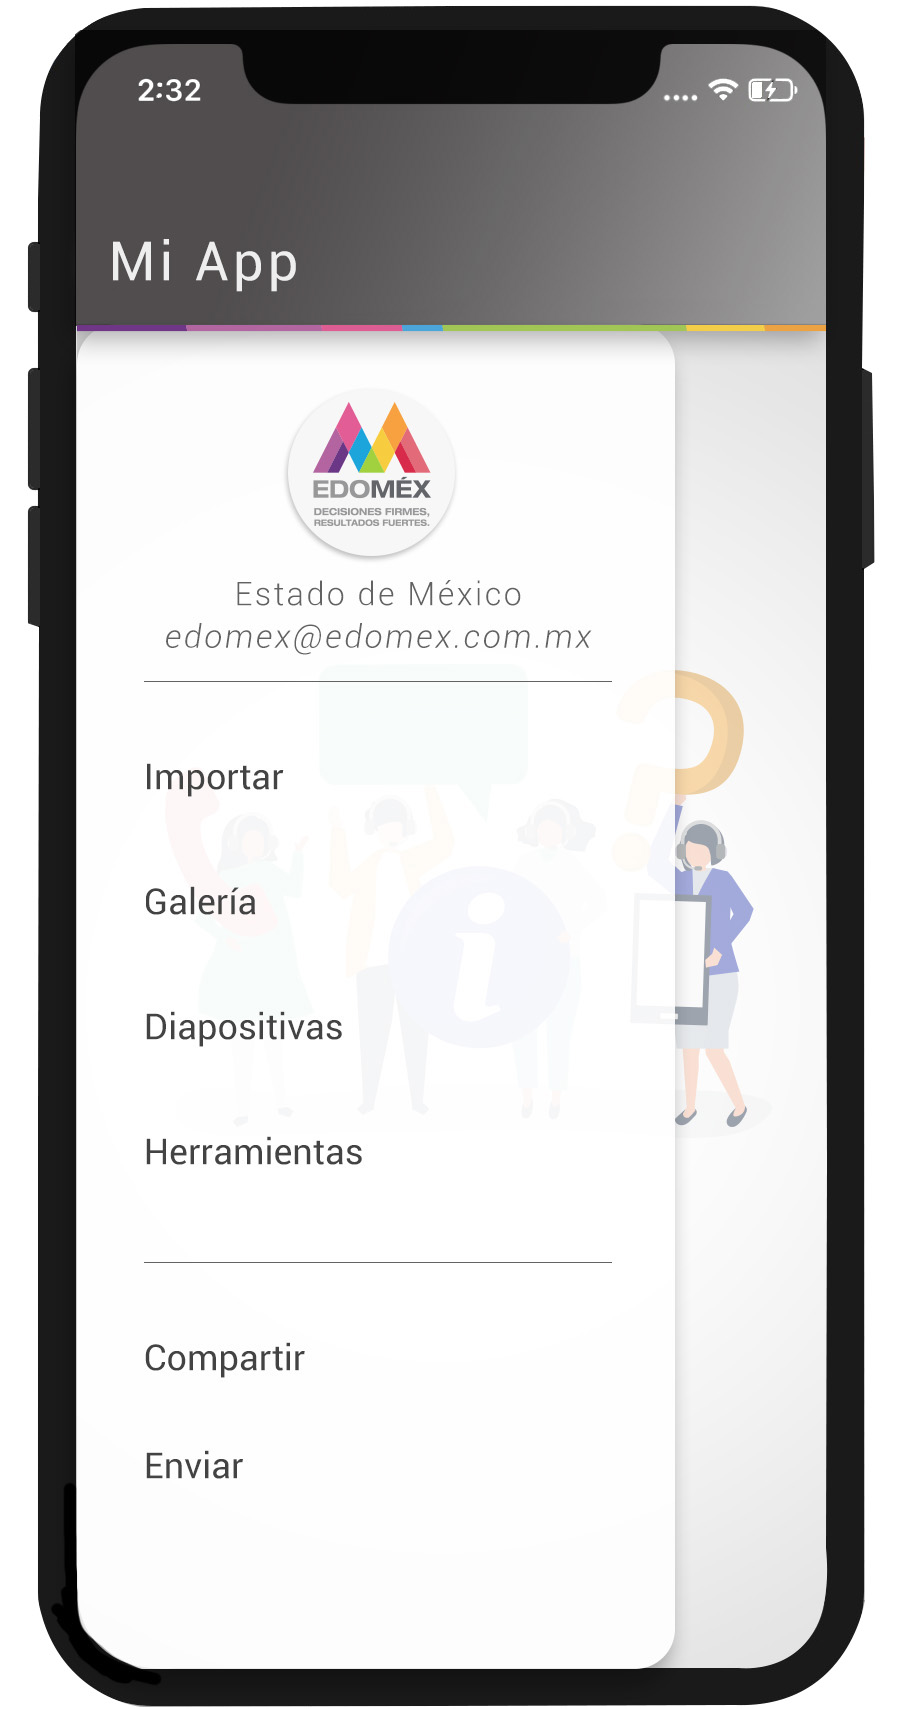 2:32
Mi App
EDOMÉX
DECISIONES FIRMES,
RESULTADOS FUERTES.
Estado de México
edomex@edomex.com.mx
Importar
Galería
Diapositivas
Herramientas
Compartir
Enviar